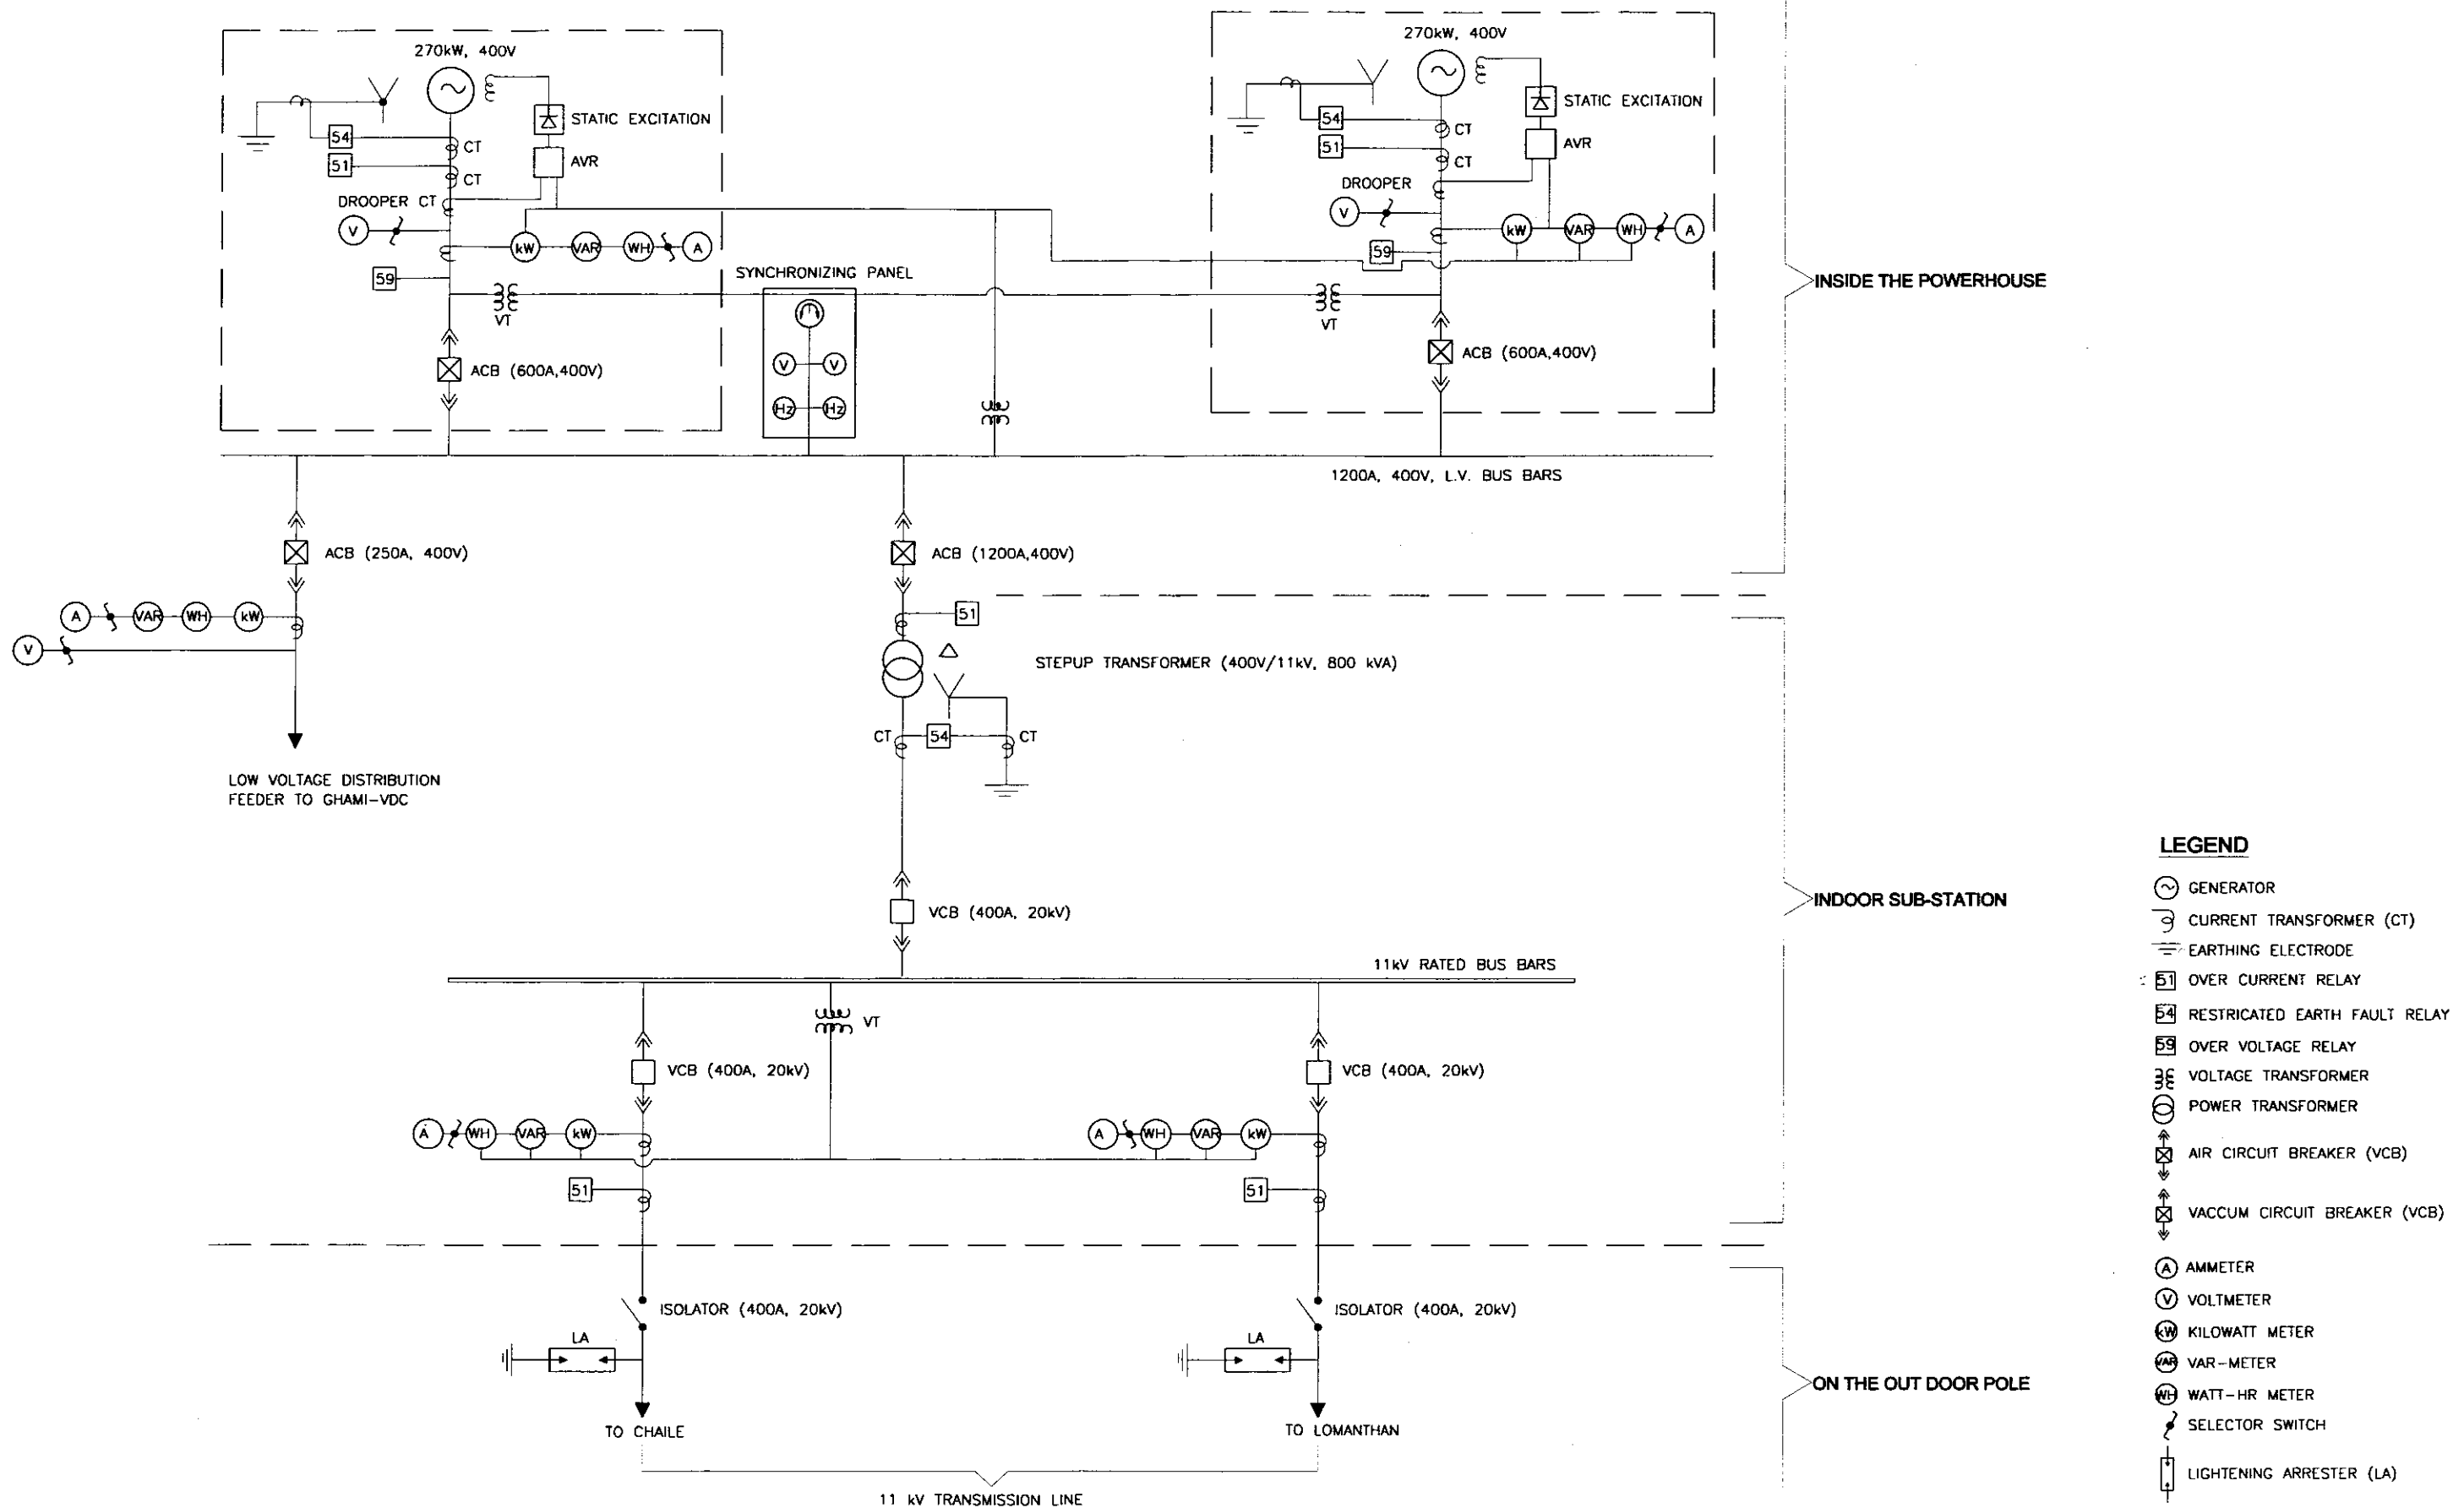 270kW, 400V
STATIC EXCITATION
54
CT
AVR
51
CT
DROOPER CT
V
kW
VAR
WH
A
59
VT
ACB (600A,400V)
SYNCHRONIZING PANEL
V
V
Hz
Hz
270kW, 400V
STATIC EXCITATION
54
CT
AVR
51
CT
DROOPER
V
kW
VAR
WH
A
59
VT
ACB (600A,400V)
INSIDE THE POWERHOUSE
1200A, 400V, L.V. BUS BARS
ACB (250A, 400V)
A
VAR
WH
kW
V
LOW VOLTAGE DISTRIBUTION
FEEDER TO GHAMI-VDC
ACB (1200A,400V)
51
STEPUP TRANSFORMER (400V/11kV, 800 kVA)
CT
54
CT
VCB (400A, 20kV)
INDOOR SUB-STATION
11kV RATED BUS BARS
VT
VCB (400A, 20kV)
A
WH
VAR
kW
51
VCB (400A, 20kV)
A
WH
VAR
kW
51
ISOLATOR (400A, 20kV)
LA
TO CHAILE
ISOLATOR (400A, 20kV)
LA
TO LOMANTHAN
ON THE OUT DOOR POLE
11 kV TRANSMISSION LINE
LEGEND
GENERATOR
CURRENT TRANSFORMER (CT)
EARTHING ELECTRODE
51 OVER CURRENT RELAY
54 RESTRICATED EARTH FAULT RELAY
59 OVER VOLTAGE RELAY
VOLTAGE TRANSFORMER
POWER TRANSFORMER
AIR CIRCUIT BREAKER (VCB)
VACCUM CIRCUIT BREAKER (VCB)
A AMMETER
V VOLTMETER
kW KILOWATT METER
VAR VAR-METER
WH WATT-HR METER
SELECTOR SWITCH
LIGHTENING ARRESTER (LA)